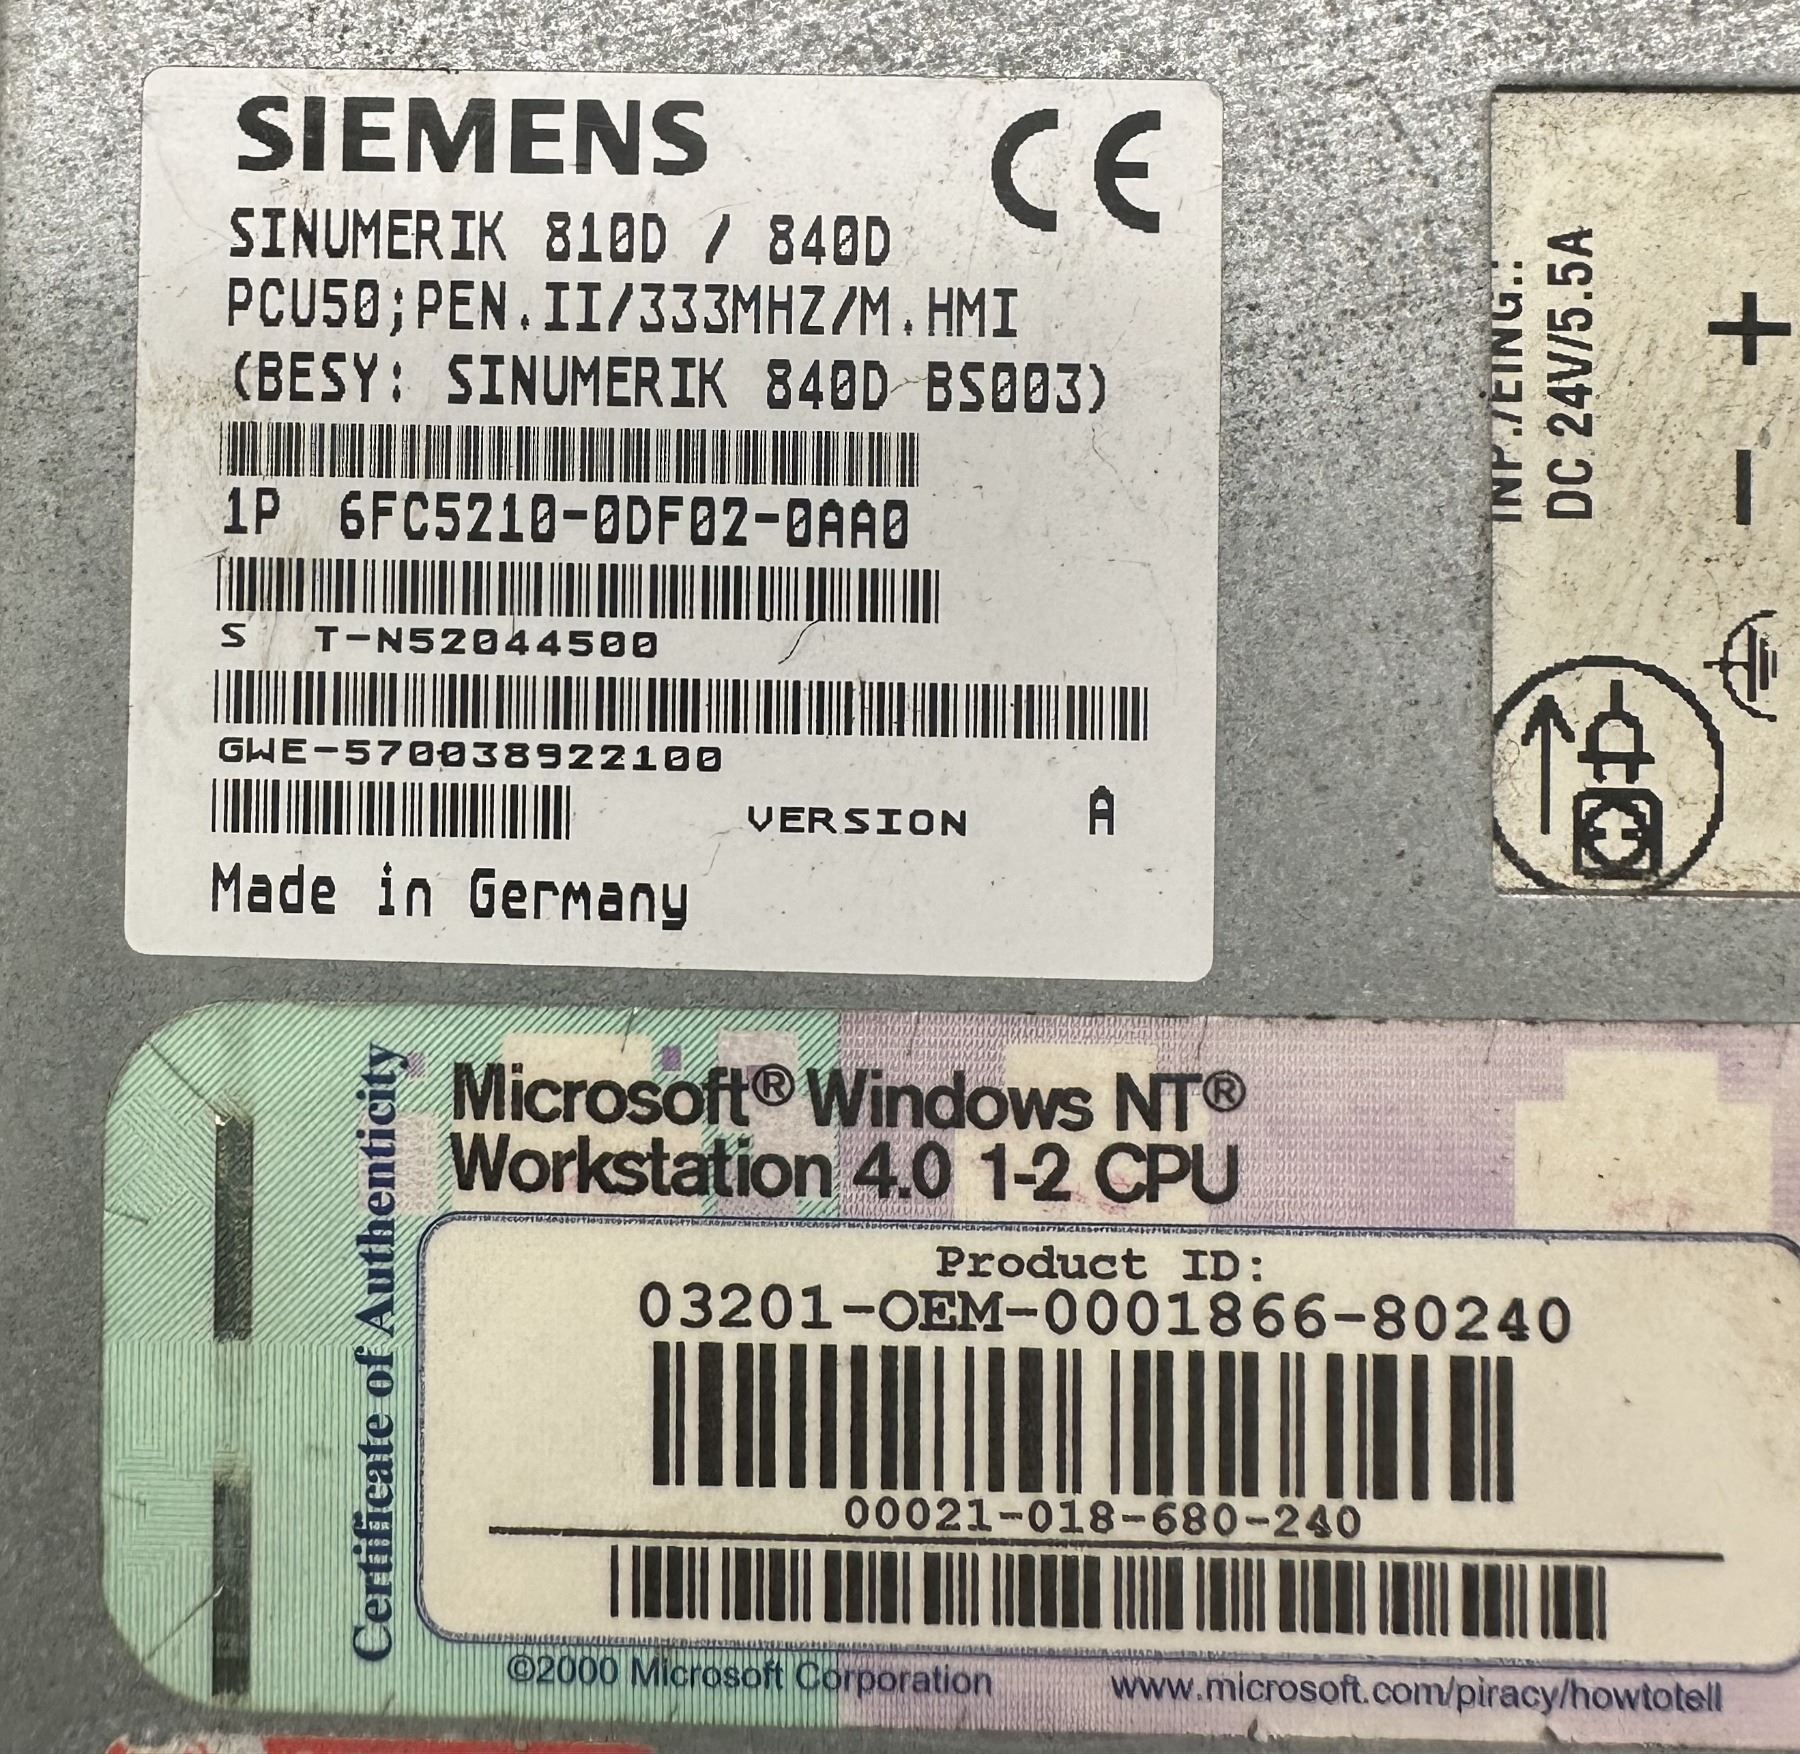 SIEMENS
CE
SINUMERIK 810D / 840D
PCU50;PEN.II/333MHZ/M.HMI
(BESY: SINUMERIK 840D BS003)
1P 6FC5210-0DF02-0AA0
S T-N52044500
GWE-570038922100
VERSION A
Made in Germany
INP./EING.:
DC 24V/5.5A
+
-
Certificate of Authenticity
Microsoft® Windows NT®
Workstation 4.0 1-2 CPU
Product ID:
03201-OEM-0001866-80240
00021-018-680-240
©2000 Microsoft Corporation
www.microsoft.com/piracy/howtotell